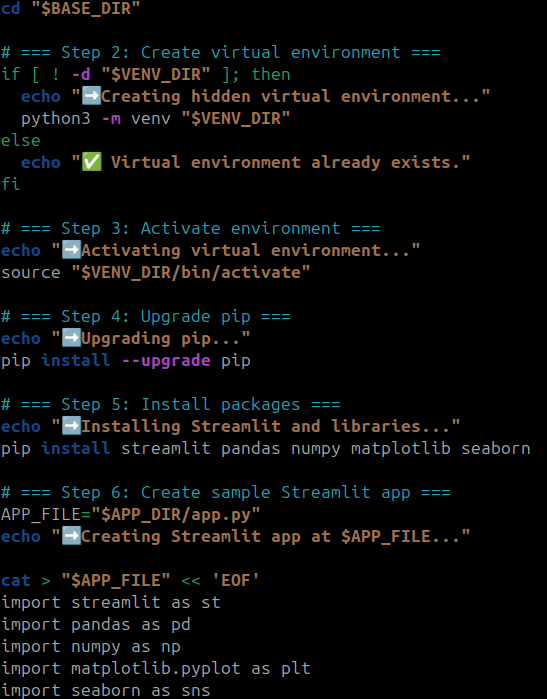 cd "$BASE_DIR"
# === Step 2: Create virtual environment ===
if [ ! -d "$VENV_DIR" ]; then
  echo "➡️Creating hidden virtual environment..."
  python3 -m venv "$VENV_DIR"
else
  echo "✅ Virtual environment already exists."
fi
# === Step 3: Activate environment ===
echo "➡️Activating virtual environment..."
source "$VENV_DIR/bin/activate"
# === Step 4: Upgrade pip ===
echo "➡️Upgrading pip..."
pip install --upgrade pip
# === Step 5: Install packages ===
echo "➡️Installing Streamlit and libraries..."
pip install streamlit pandas numpy matplotlib seaborn
# === Step 6: Create sample Streamlit app ===
APP_FILE="$APP_DIR/app.py"
echo "➡️Creating Streamlit app at $APP_FILE..."
cat > "$APP_FILE" << 'EOF'
import streamlit as st
import pandas as pd
import numpy as np
import matplotlib.pyplot as plt
import seaborn as sns